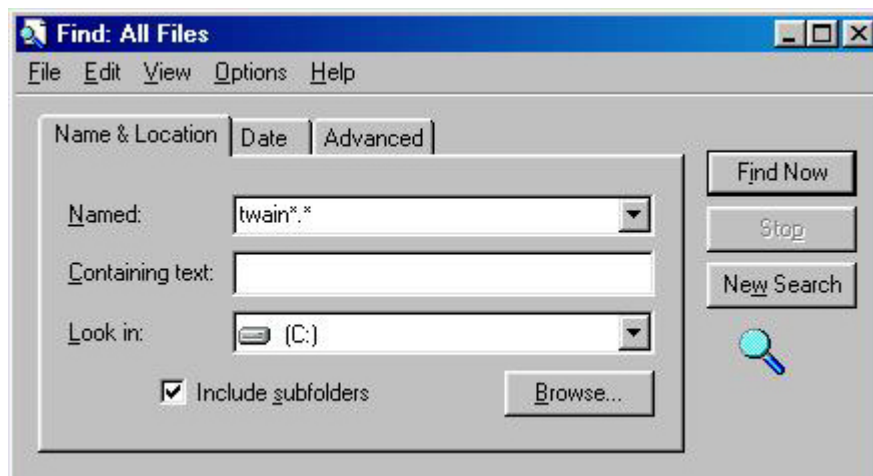 Find: All Files
File Edit View Options Help
Name & Location Date Advanced
Find Now
Named: twain*.*
Stop
Containing text:
New Search
Look in: (C:)
Include subfolders Browse...